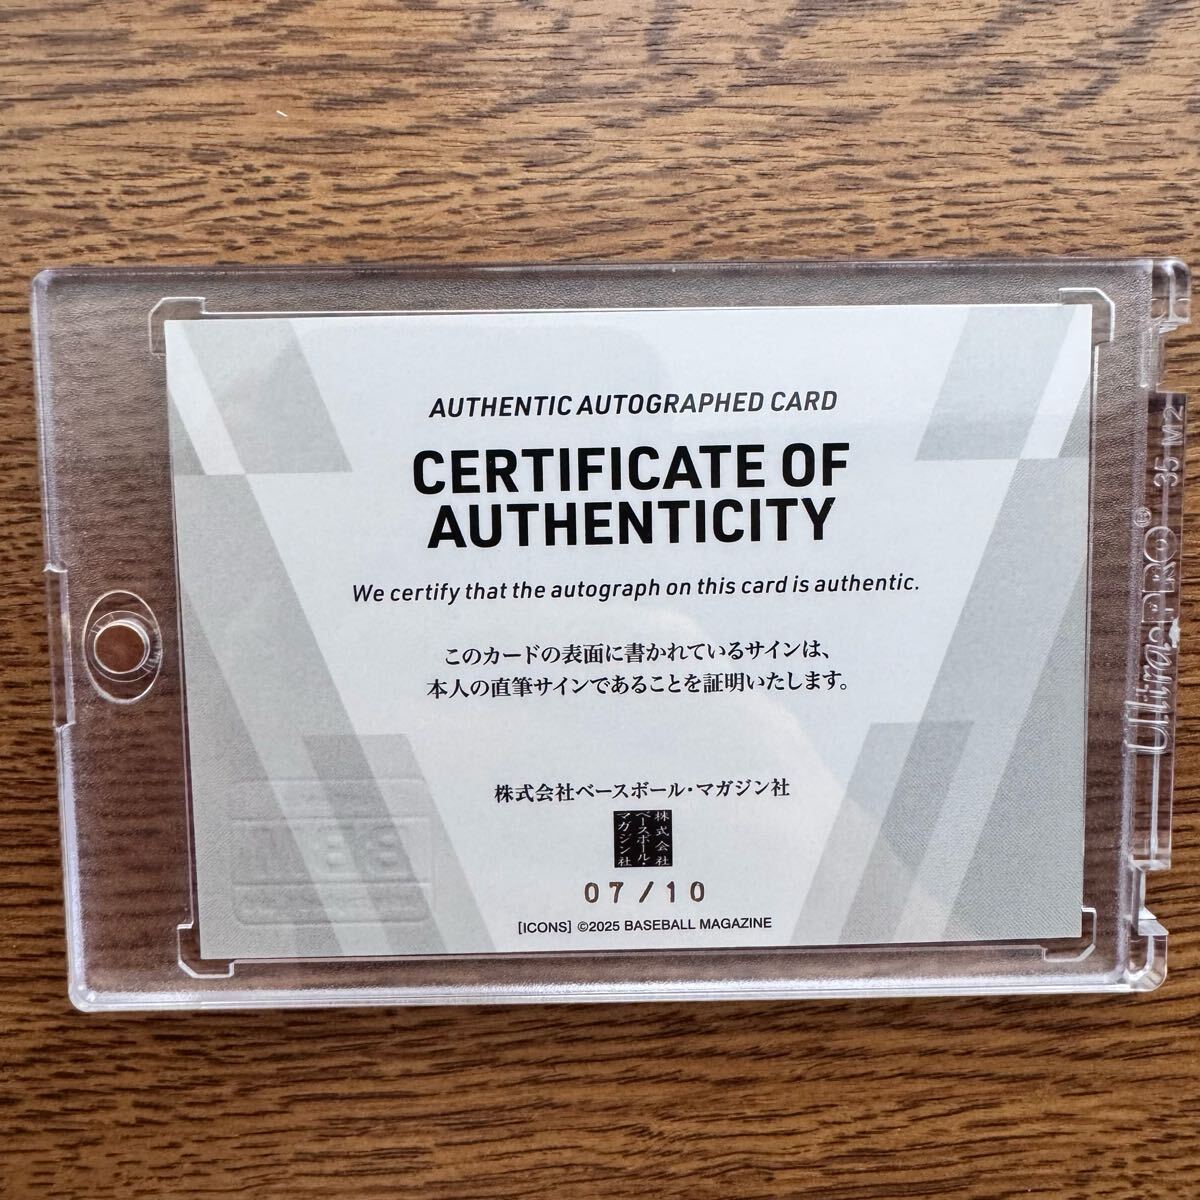 AUTHENTIC AUTOGRAPHED CARD
CERTIFICATE OF
AUTHENTICITY
We certify that the autograph on this card is authentic.
このカードの表面に書かれているサインは、
本人の直筆サインであることを証明いたします。
株式会社ベースボール・マガジン社
株式会社
ベースボール・
マガジン社
07/10
[ICONS] ©2025 BASEBALL MAGAZINE
UltraPRO® 35 M2